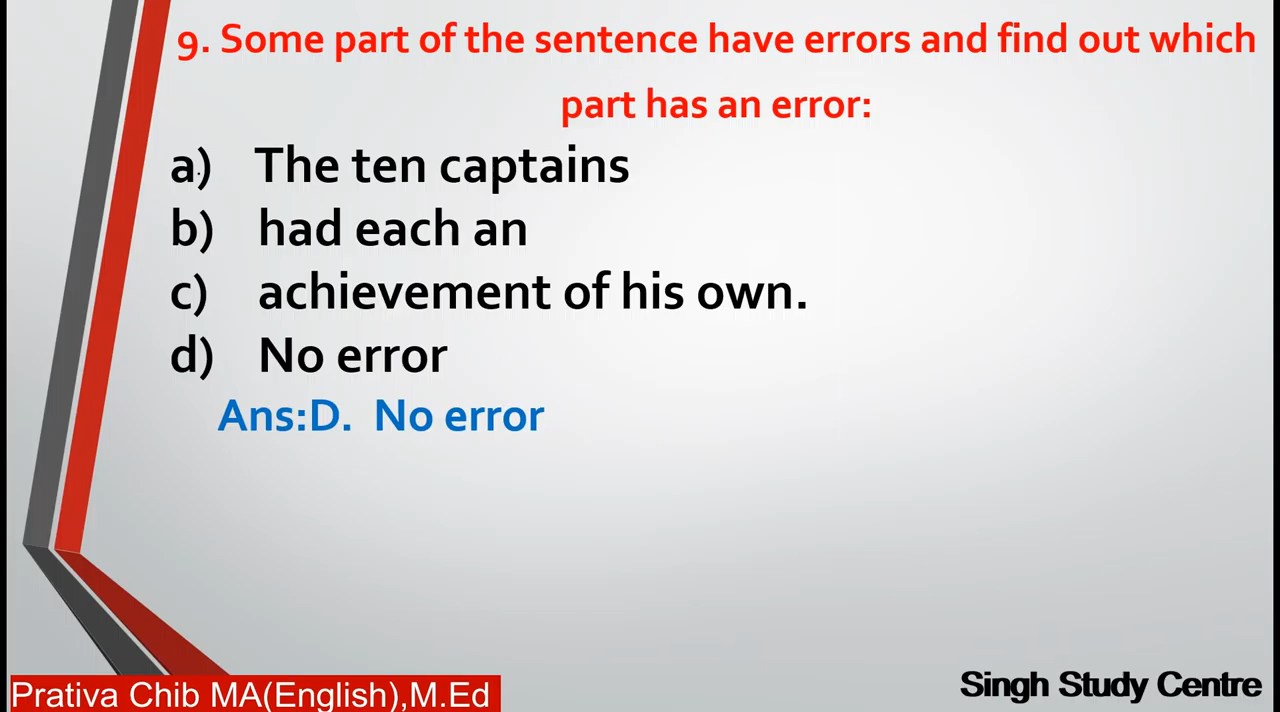 9. Some part of the sentence have errors and find out which
part has an error:
a) The ten captains
b) had each an
c) achievement of his own.
d) No error
Ans:D. No error
Prativa Chib MA(English),M.Ed
Singh Study Centre